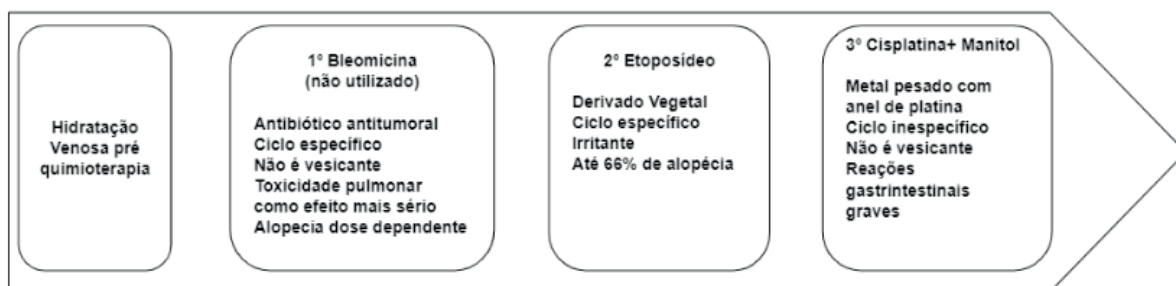 Hidratação
Venosa pré
quimioterapia
1º Bleomicina
(não utilizado)
Antibiótico antitumoral
Ciclo específico
Não é vesicante
Toxicidade pulmonar
como efeito mais sério
Alopecia dose dependente
2º Etoposídeo
Derivado Vegetal
Ciclo específico
Irritante
Até 66% de alopécia
3º Cisplatina+ Manitol
Metal pesado com
anel de platina
Ciclo inespecífico
Não é vesicante
Reações
gastrintestinais
graves